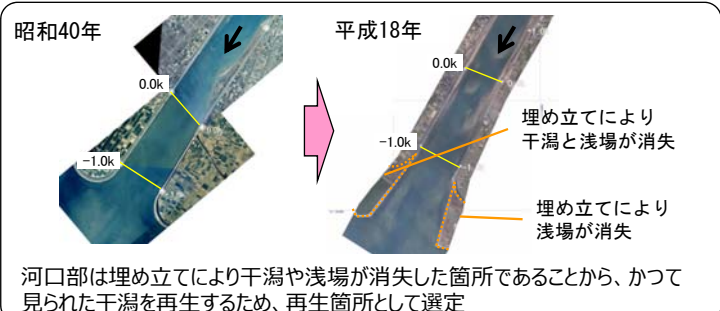 昭和40年
平成18年
0.0k
-1.0k
0.0k
-1.0k
埋め立てにより
干潟と浅場が消失
埋め立てにより
浅場が消失
河口部は埋め立てにより干潟や浅場が消失した箇所であることから、かつて
見られた干潟を再生するため、再生箇所として選定